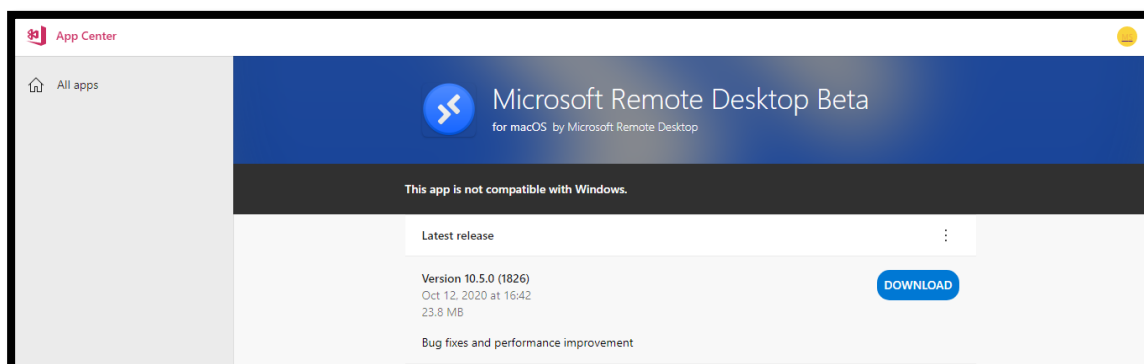 App Center
All apps
Microsoft Remote Desktop Beta
for macOS by Microsoft Remote Desktop
This app is not compatible with Windows.
Latest release
Version 10.5.0 (1826)
Oct 12, 2020 at 16:42
23.8 MB
DOWNLOAD
Bug fixes and performance improvement